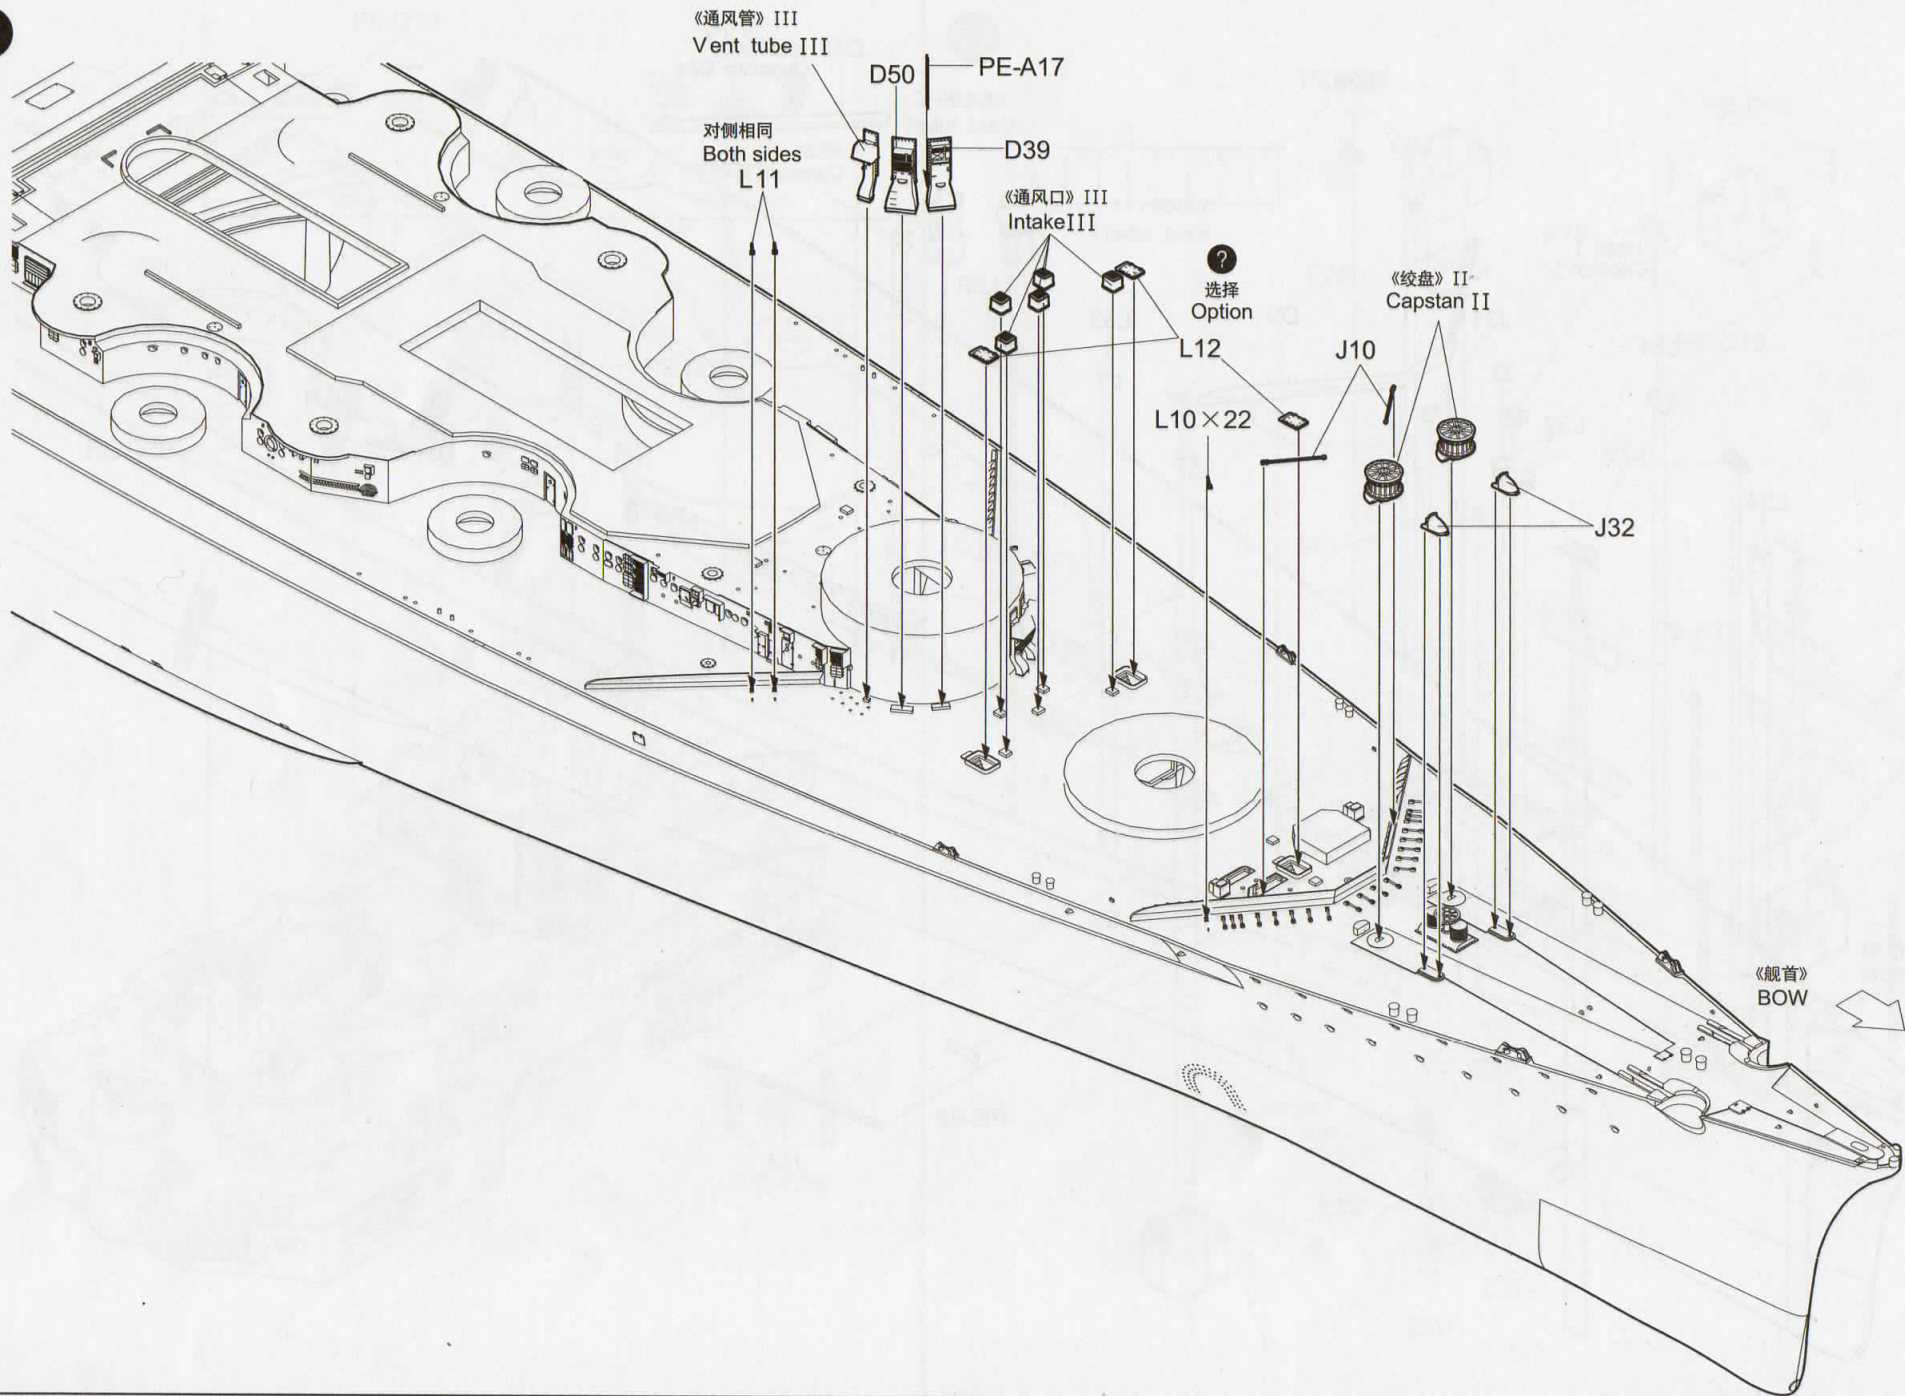 《通风管》III
Vent tube III
D50
PE-A17
对侧相同
Both sides
L11
D39
《通风口》III
Intake III
?
选择
Option
《绞盘》II
Capstan II
L12
J10
L10×22
J32
《舰首》
BOW